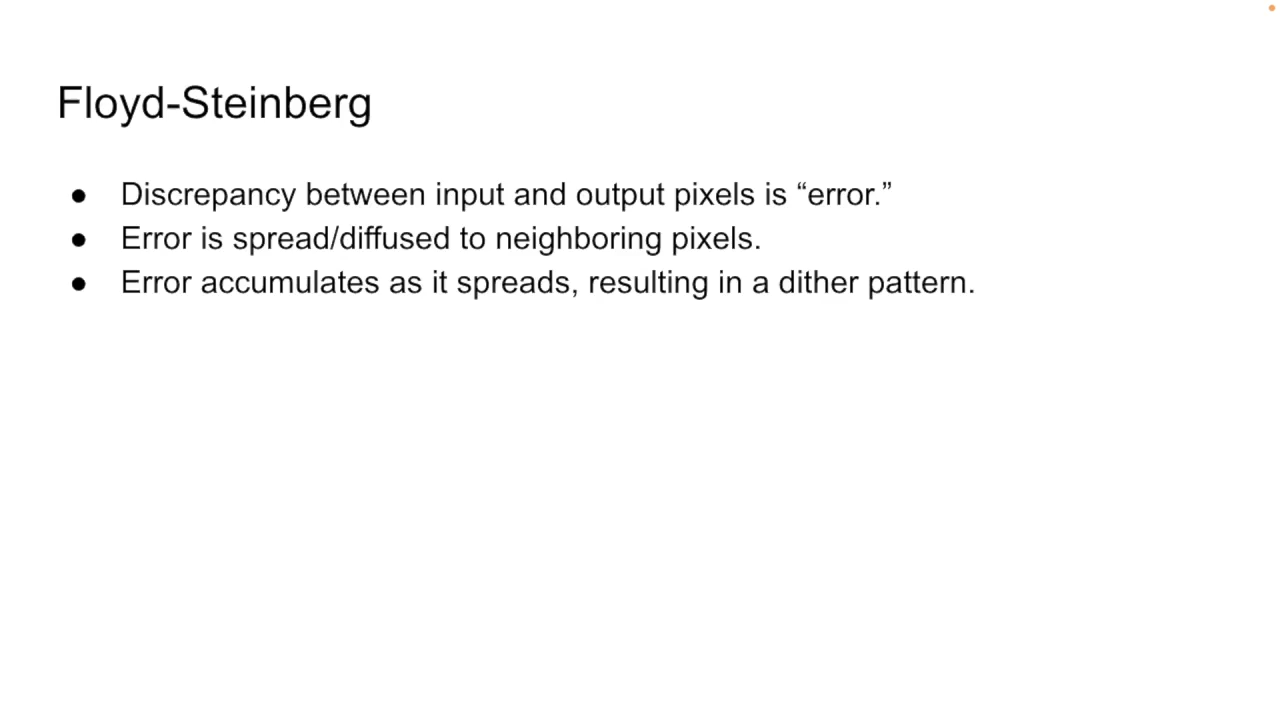 Floyd-Steinberg
● Discrepancy between input and output pixels is “error.”
● Error is spread/diffused to neighboring pixels.
● Error accumulates as it spreads, resulting in a dither pattern.